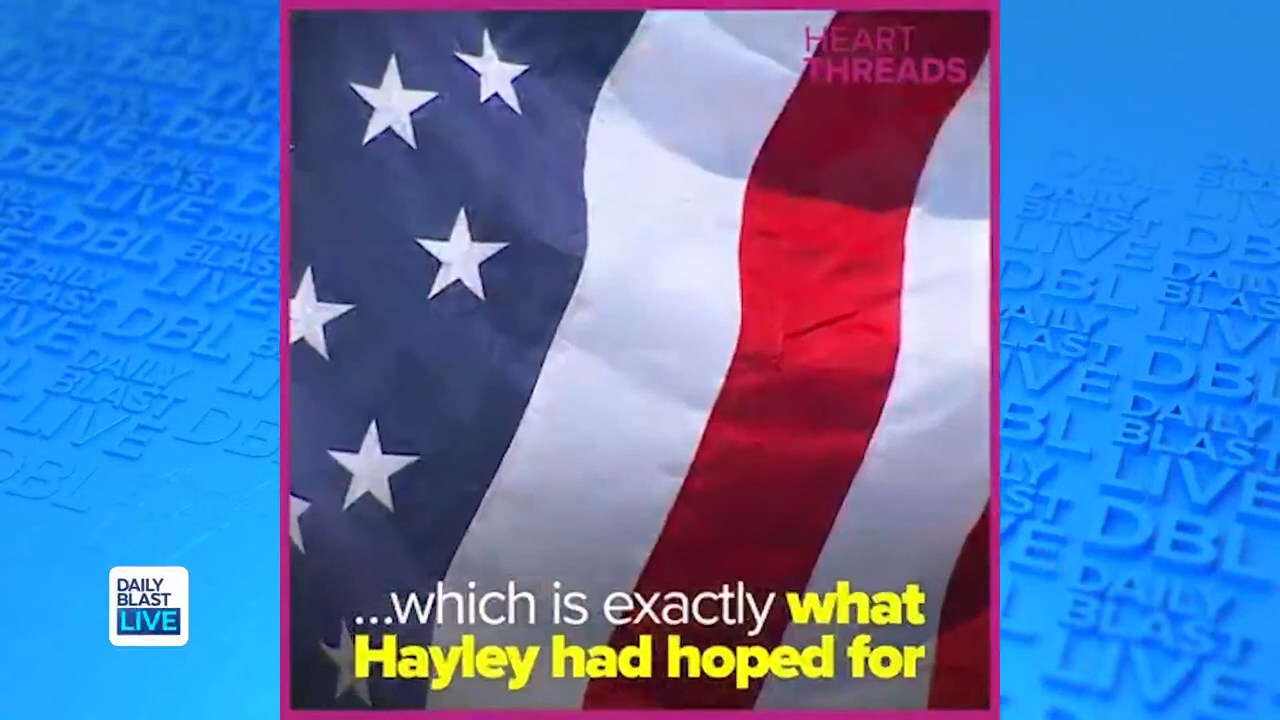 HEART
THREADS
...which is exactly what
Hayley had hoped for
DAILY
BLAST
LIVE